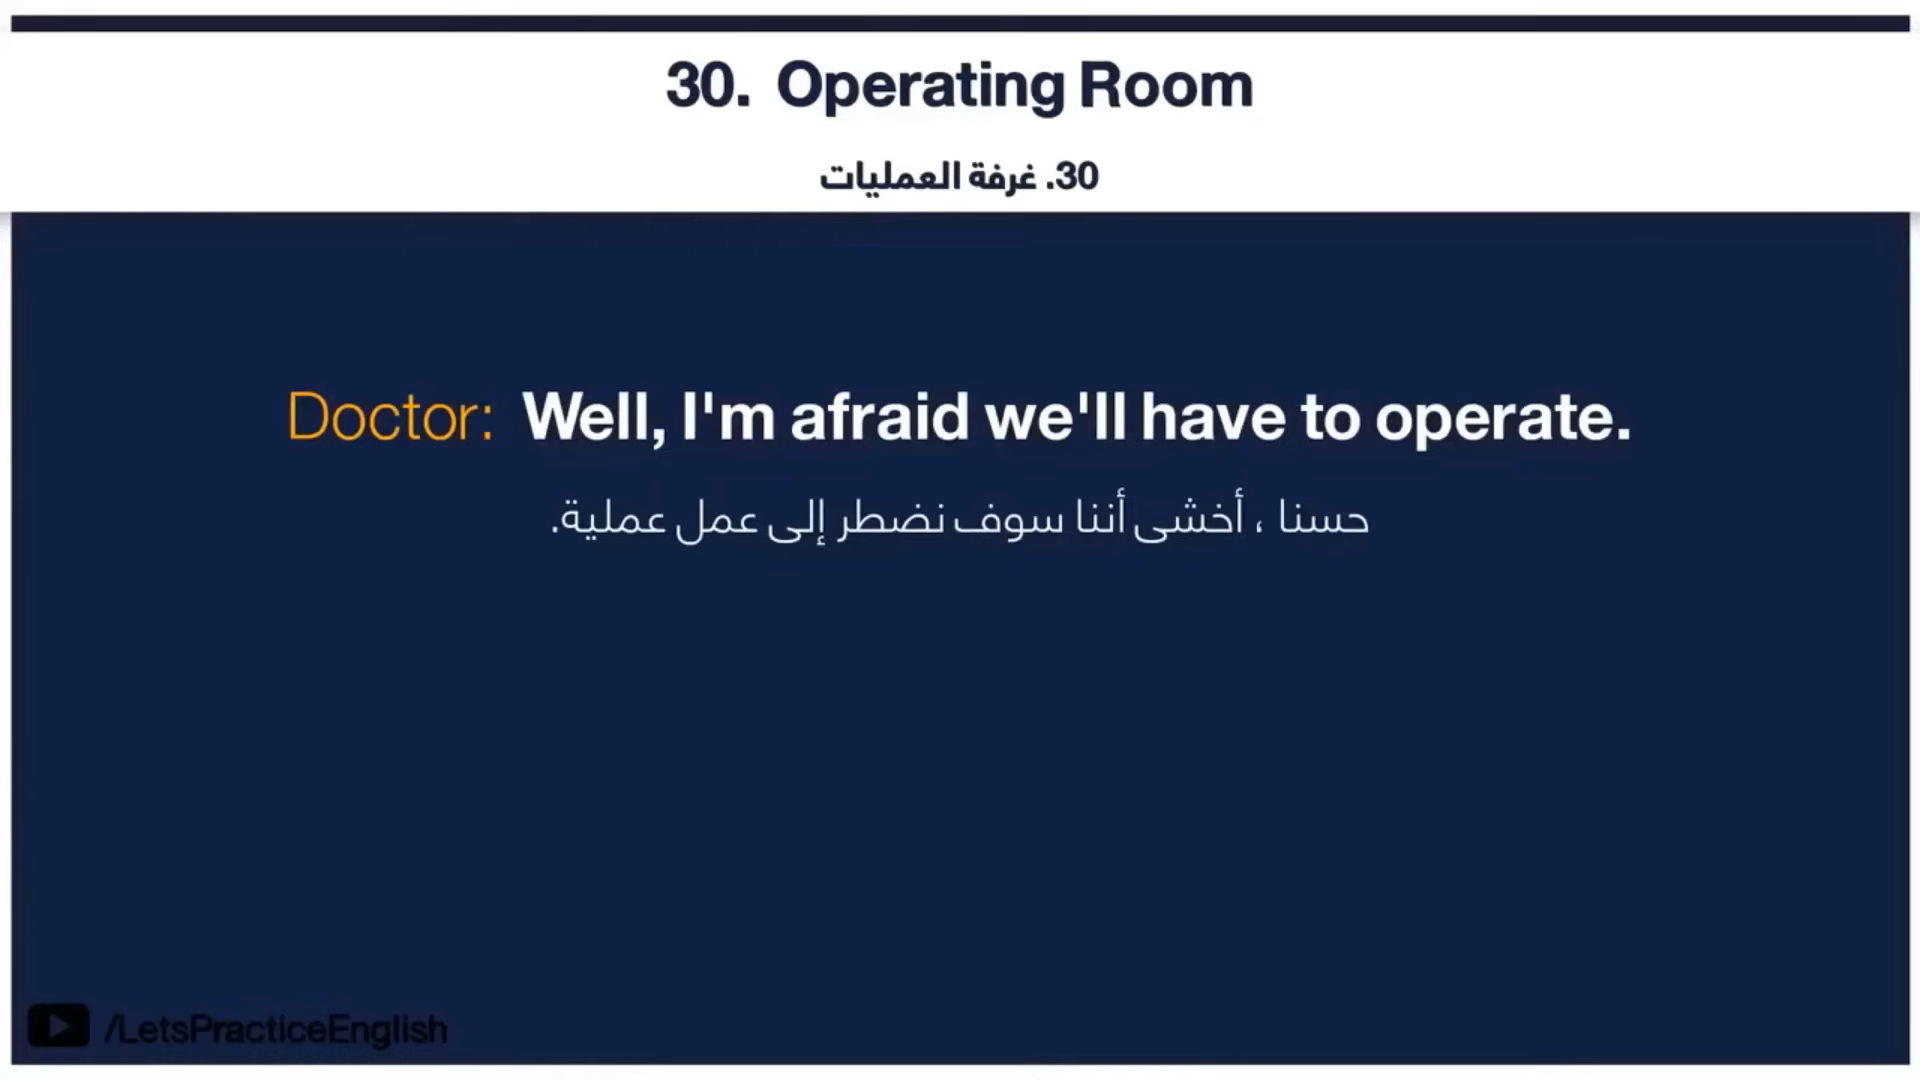 30. Operating Room
30. غرفة العمليات
Doctor: Well, I'm afraid we'll have to operate.
حسنا ، أخشى أننا سوف نضطر إلى عمل عملية.
/LetsPracticeEnglish